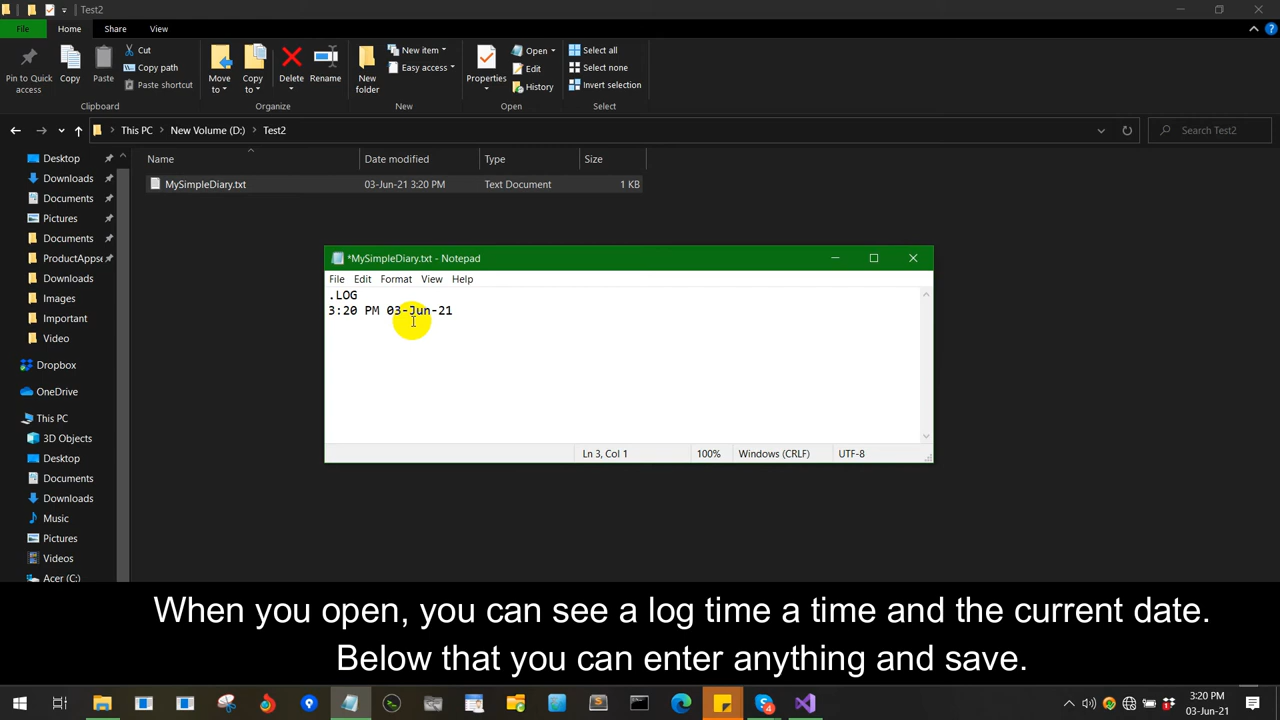 Test2
File Home Share View
Pin to Quick access
Copy
Paste
Cut
Copy path
Paste shortcut
Clipboard
Move to
Copy to
Delete
Rename
Organize
New folder
New item
Easy access
New
Properties
Open
Edit
History
Open
Select all
Select none
Invert selection
Select
This PC New Volume (D:) Test2
Search Test2
Name Date modified Type Size
MySimpleDiary.txt 03-Jun-21 3:20 PM Text Document 1 KB
Desktop
Downloads
Documents
Pictures
Documents
ProductAppse
Downloads
Images
Important
Video
Dropbox
OneDrive
This PC
3D Objects
Desktop
Documents
Downloads
Music
Pictures
Videos
Acer (C:)
*MySimpleDiary.txt - Notepad
File Edit Format View Help
.LOG
3:20 PM 03-Jun-21
Ln 3, Col 1 100% Windows (CRLF) UTF-8
When you open, you can see a log time a time and the current date.
Below that you can enter anything and save.
3:20 PM
03-Jun-21